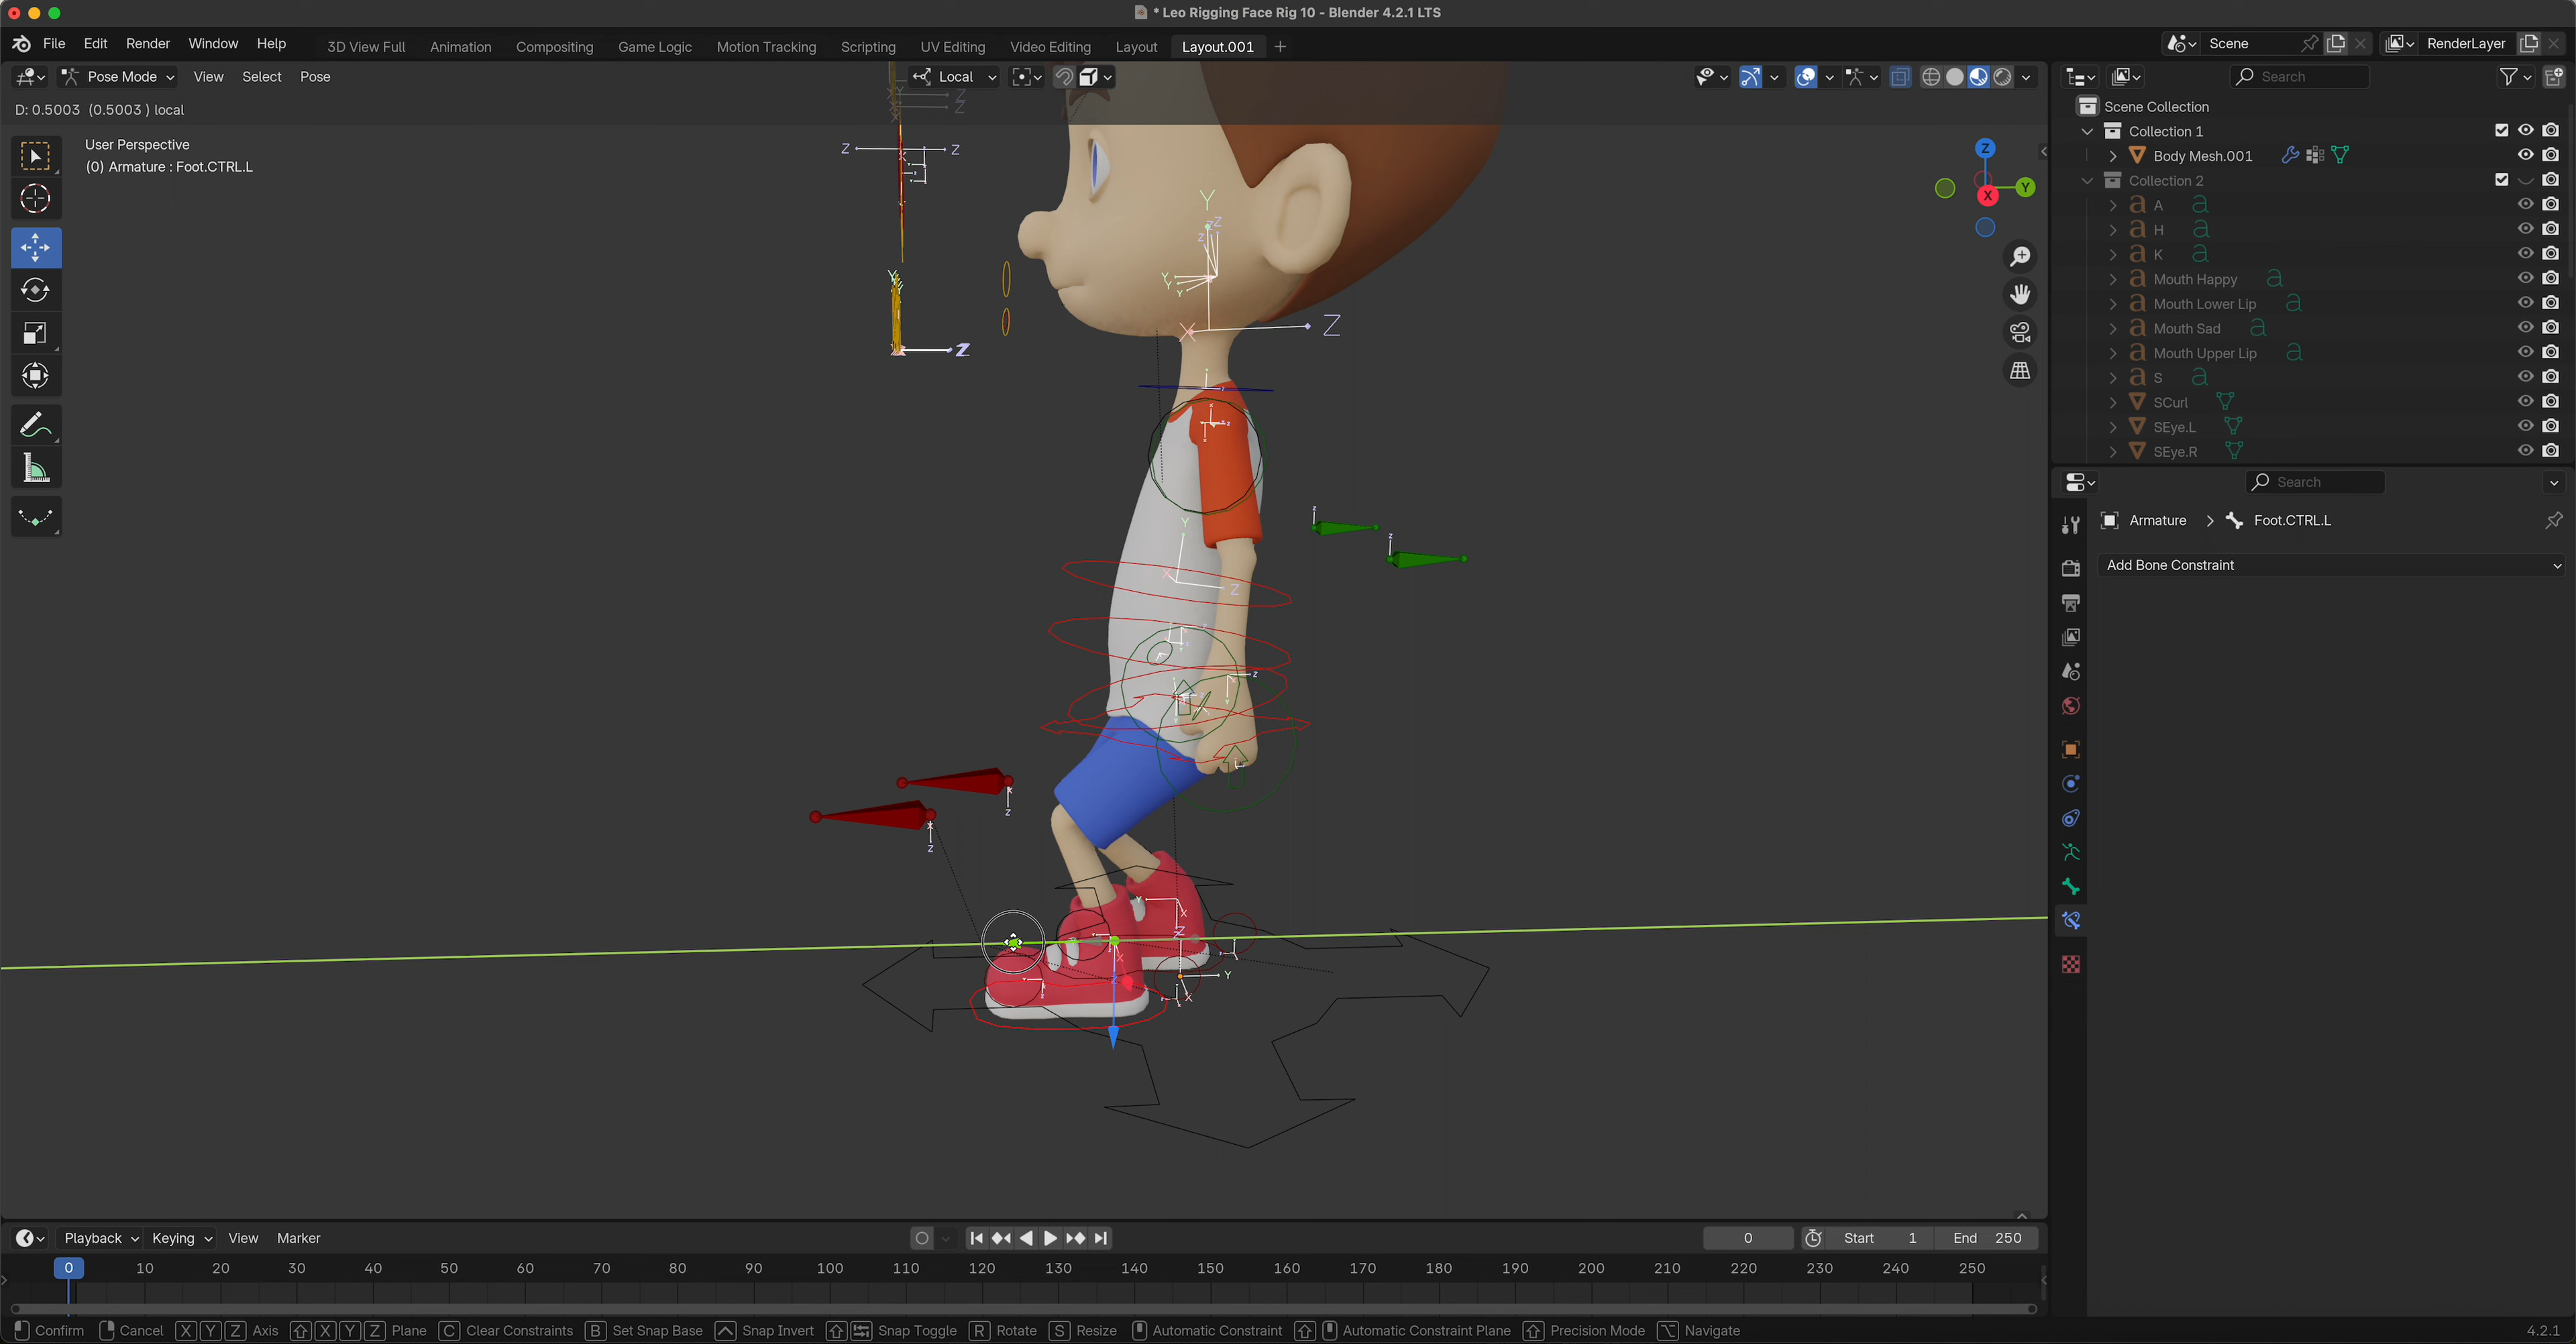 * Leo Rigging Face Rig 10 - Blender 4.2.1 LTS
File Edit Render Window Help 3D View Full Animation Compositing Game Logic Motion Tracking Scripting UV Editing Video Editing Layout Layout.001 + Scene RenderLayer
Pose Mode View Select Pose Local Search
D: 0.5003 (0.5003 ) local
User Perspective
(0) Armature : Foot.CTRL.L
Scene Collection
Collection 1
Body Mesh.001
Collection 2
A
H
K
Mouth Happy
Mouth Lower Lip
Mouth Sad
Mouth Upper Lip
S
SCurl
SEye.L
SEye.R
Z
Y
X
Search
Armature > Foot.CTRL.L
Add Bone Constraint
Playback Keying View Marker 0 Start 1 End 250
0 10 20 30 40 50 60 70 80 90 100 110 120 130 140 150 160 170 180 190 200 210 220 230 240 250
Confirm Cancel X Y Z Axis X Y Z Plane C Clear Constraints B Set Snap Base Snap Invert Snap Toggle R Rotate S Resize Automatic Constraint Automatic Constraint Plane Precision Mode Navigate 4.2.1